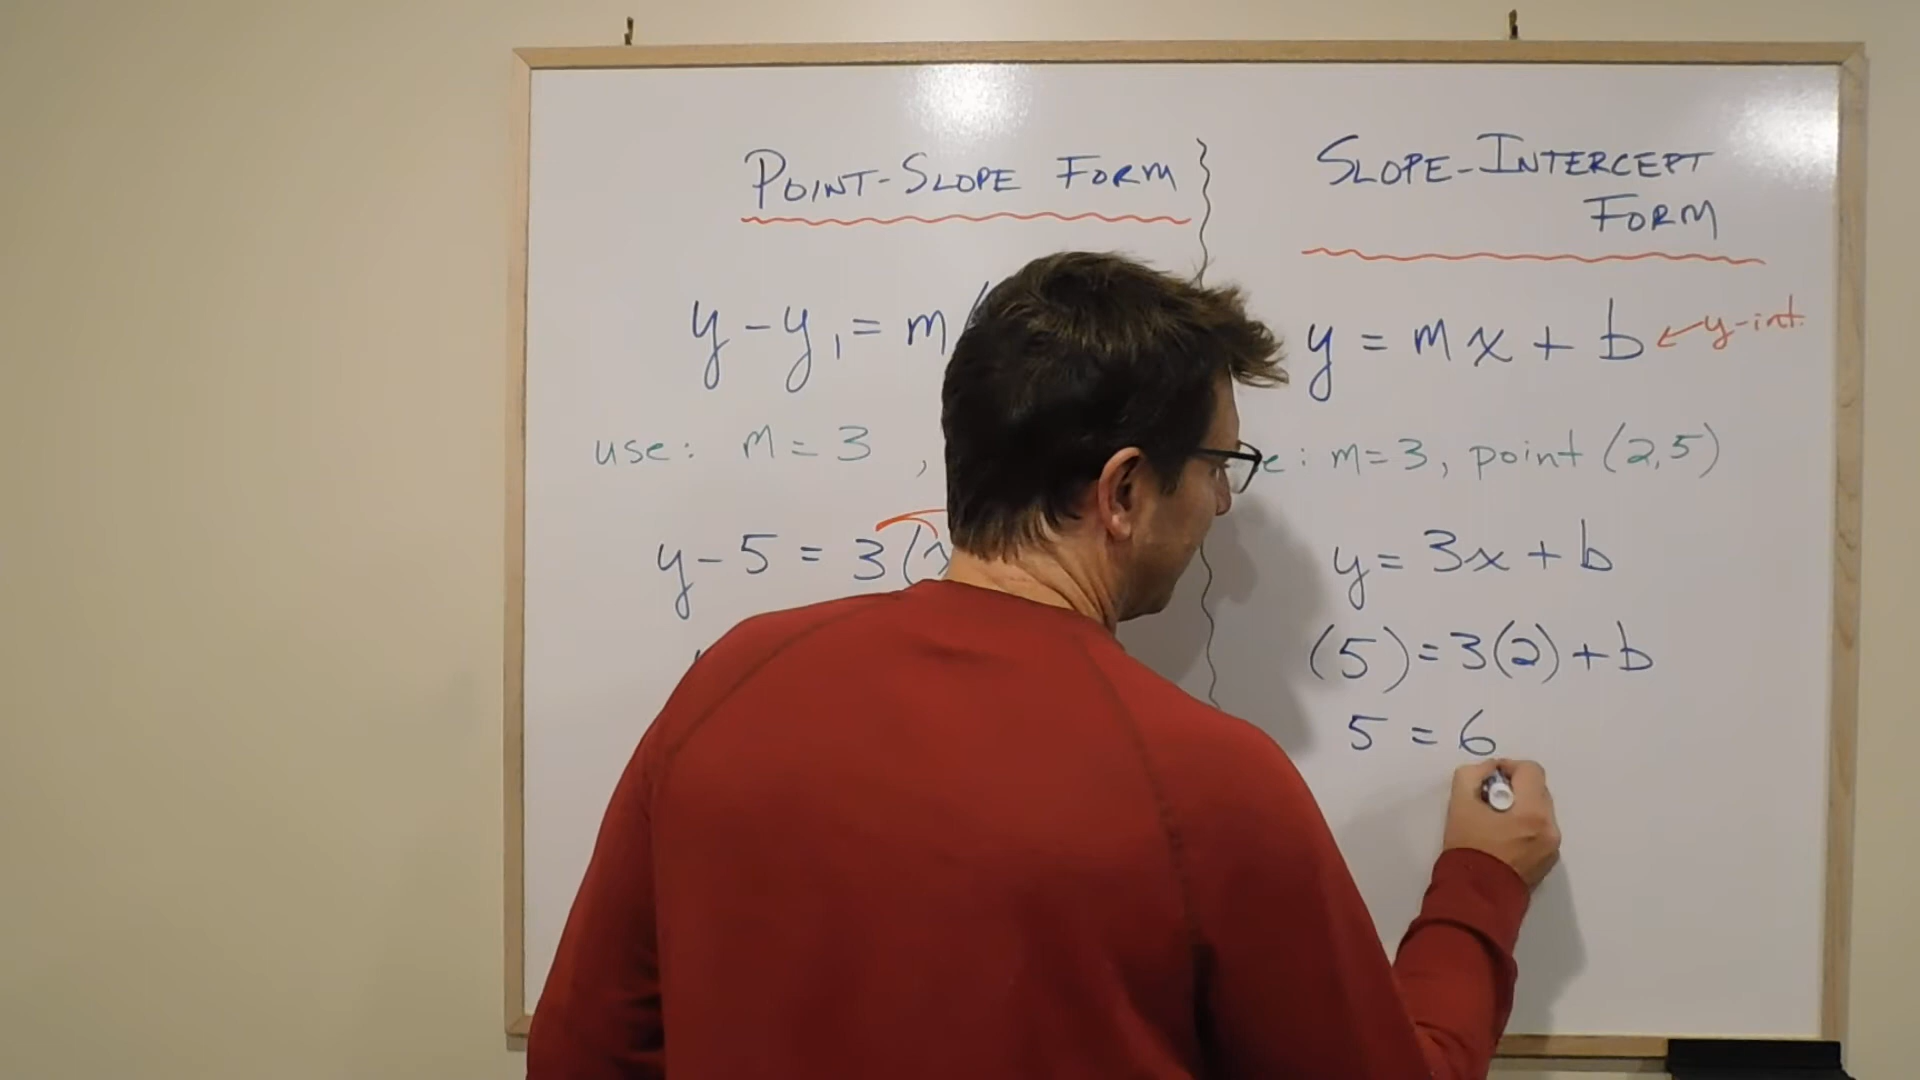 POINT-SLOPE FORM
y - y₁ = m(
use: m = 3 ,
y - 5 = 3(x
SLOPE-INTERCEPT
FORM
y = mx + b ← y-int.
e: m=3, point (2,5)
y = 3x + b
(5) = 3(2) + b
5 = 6